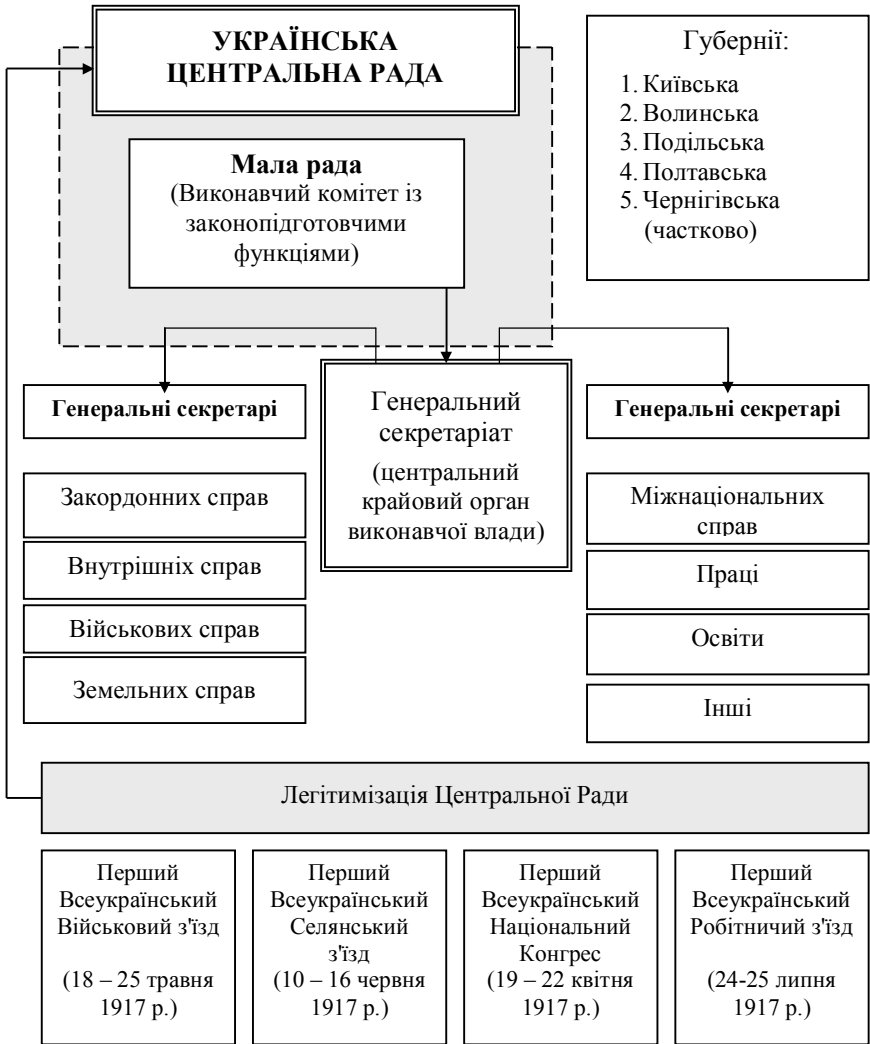 УКРАЇНСЬКА
ЦЕНТРАЛЬНА РАДА
Мала рада
(Виконавчий комітет із
законопідготовчими
функціями)
Губернії:
1. Київська
2. Волинська
3. Подільська
4. Полтавська
5. Чернігівська
(частково)
Генеральні секретарі
Генеральний
секретаріат
(центральний
крайовий орган
виконавчої влади)
Генеральні секретарі
Закордонних справ
Внутрішніх справ
Військових справ
Земельних справ
Міжнаціональних
справ
Праці
Освіти
Інші
Легітимізація Центральної Ради
Перший
Всеукраїнський
Військовий з'їзд
(18 – 25 травня
1917 р.)
Перший
Всеукраїнський
Селянський
з'їзд
(10 – 16 червня
1917 р.)
Перший
Всеукраїнський
Національний
Конгрес
(19 – 22 квітня
1917 р.)
Перший
Всеукраїнський
Робітничий з'їзд
(24-25 липня
1917 р.)